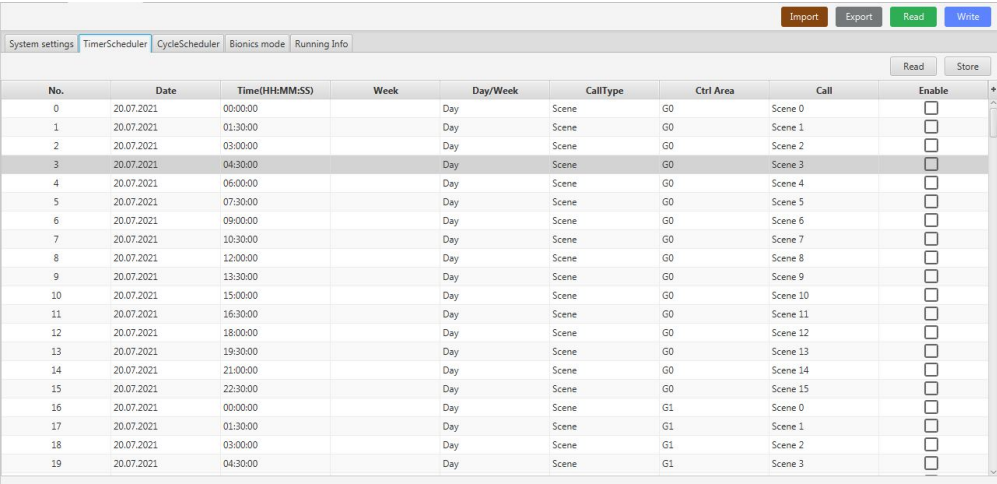 Import Export Read Write
System settings TimerScheduler CycleScheduler Bionics mode Running Info
Read Store
No. Date Time(HH:MM:SS) Week Day/Week CallType Ctrl Area Call Enable +
0 20.07.2021 00:00:00 Day Scene G0 Scene 0
1 20.07.2021 01:30:00 Day Scene G0 Scene 1
2 20.07.2021 03:00:00 Day Scene G0 Scene 2
3 20.07.2021 04:30:00 Day Scene G0 Scene 3
4 20.07.2021 06:00:00 Day Scene G0 Scene 4
5 20.07.2021 07:30:00 Day Scene G0 Scene 5
6 20.07.2021 09:00:00 Day Scene G0 Scene 6
7 20.07.2021 10:30:00 Day Scene G0 Scene 7
8 20.07.2021 12:00:00 Day Scene G0 Scene 8
9 20.07.2021 13:30:00 Day Scene G0 Scene 9
10 20.07.2021 15:00:00 Day Scene G0 Scene 10
11 20.07.2021 16:30:00 Day Scene G0 Scene 11
12 20.07.2021 18:00:00 Day Scene G0 Scene 12
13 20.07.2021 19:30:00 Day Scene G0 Scene 13
14 20.07.2021 21:00:00 Day Scene G0 Scene 14
15 20.07.2021 22:30:00 Day Scene G0 Scene 15
16 20.07.2021 00:00:00 Day Scene G1 Scene 0
17 20.07.2021 01:30:00 Day Scene G1 Scene 1
18 20.07.2021 03:00:00 Day Scene G1 Scene 2
19 20.07.2021 04:30:00 Day Scene G1 Scene 3